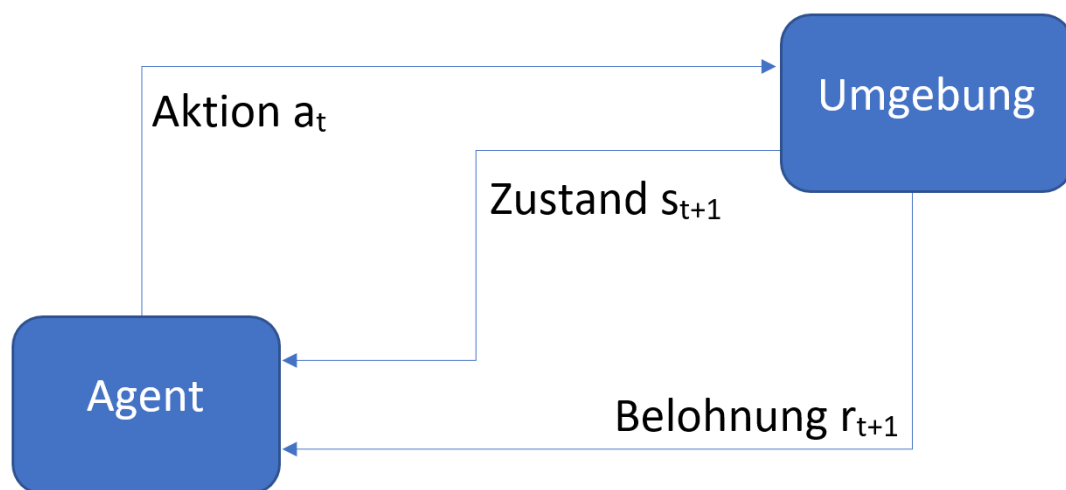 Umgebung
Aktion aₜ
Zustand sₜ₊₁
Agent
Belohnung rₜ₊₁